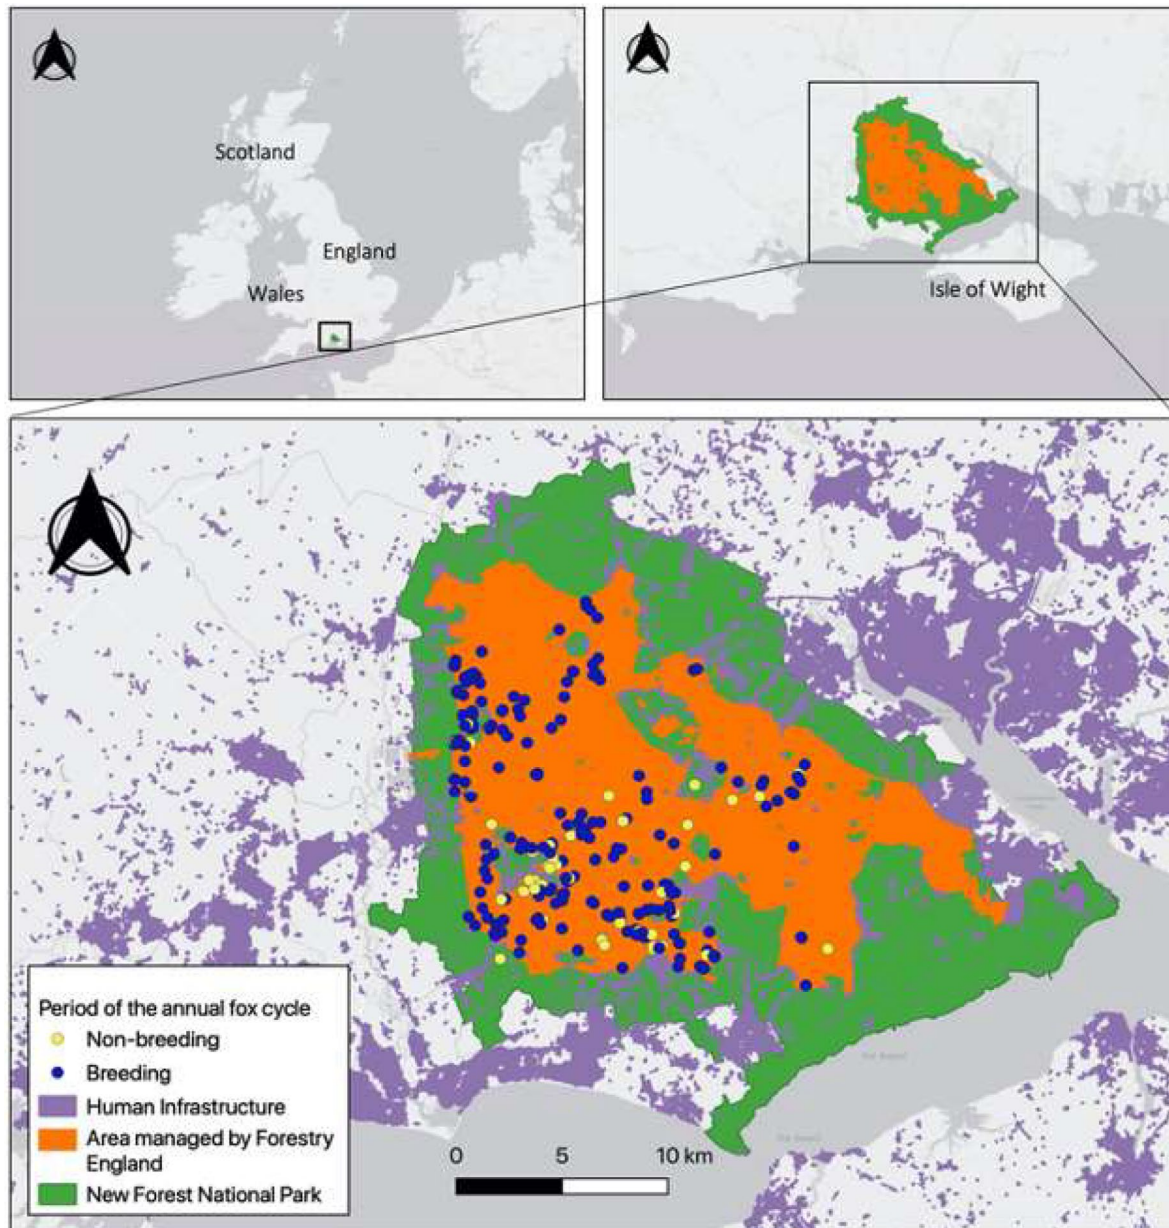 Scotland
England
Wales
Isle of Wight
Period of the annual fox cycle
Non-breeding
Breeding
Human Infrastructure
Area managed by Forestry
England
New Forest National Park
0 5 10 km